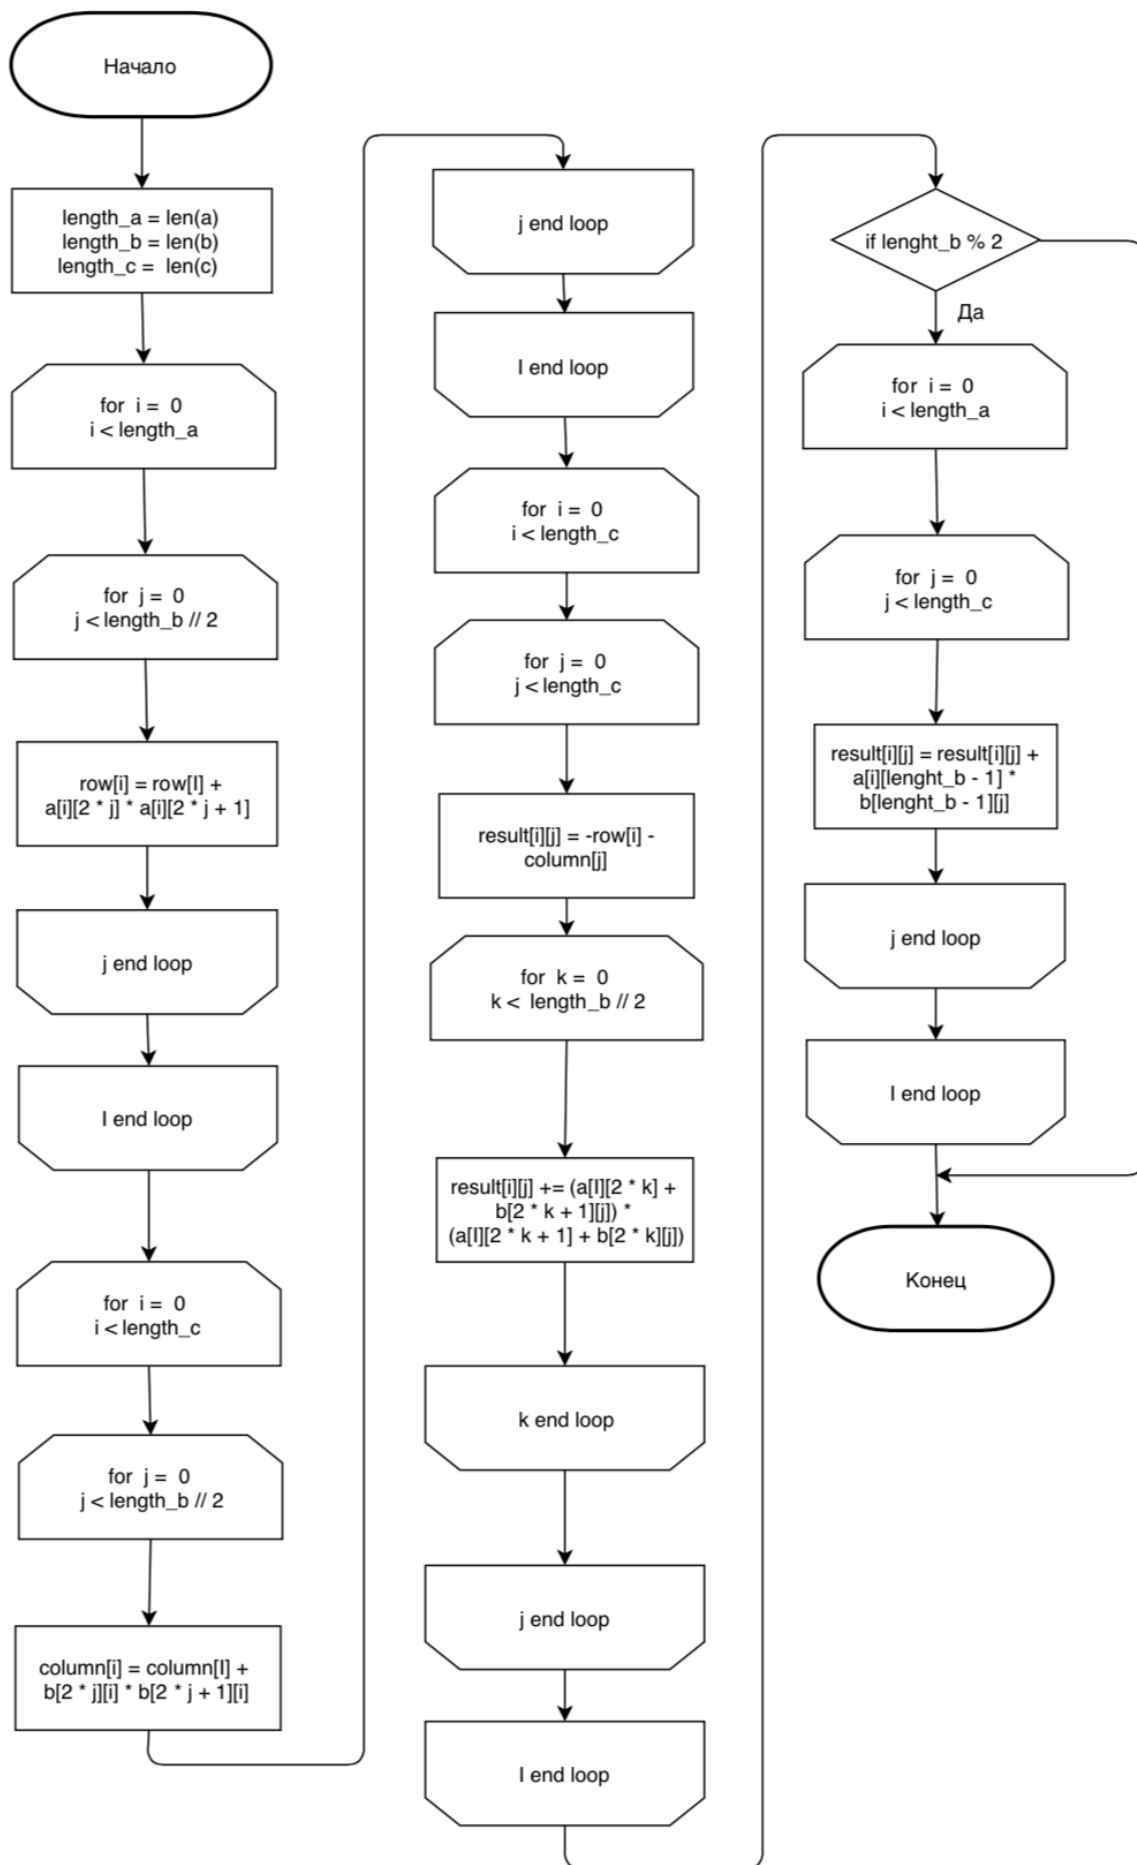 Начало
length_a = len(a)
length_b = len(b)
length_c = len(c)
for i = 0
i < length_a
for j = 0
j < length_b // 2
row[i] = row[I] +
a[i][2 * j] * a[i][2 * j + 1]
j end loop
I end loop
for i = 0
i < length_c
for j = 0
j < length_b // 2
column[i] = column[I] +
b[2 * j][i] * b[2 * j + 1][i]
j end loop
I end loop
for i = 0
i < length_c
for j = 0
j < length_c
result[i][j] = -row[i] -
column[j]
for k = 0
k < length_b // 2
result[i][j] += (a[I][2 * k] +
b[2 * k + 1][j]) *
(a[I][2 * k + 1] + b[2 * k][j])
k end loop
j end loop
I end loop
if lenght_b % 2
Да
for i = 0
i < length_a
for j = 0
j < length_c
result[i][j] = result[i][j] +
a[i][lenght_b - 1] *
b[lenght_b - 1][j]
j end loop
I end loop
Конец